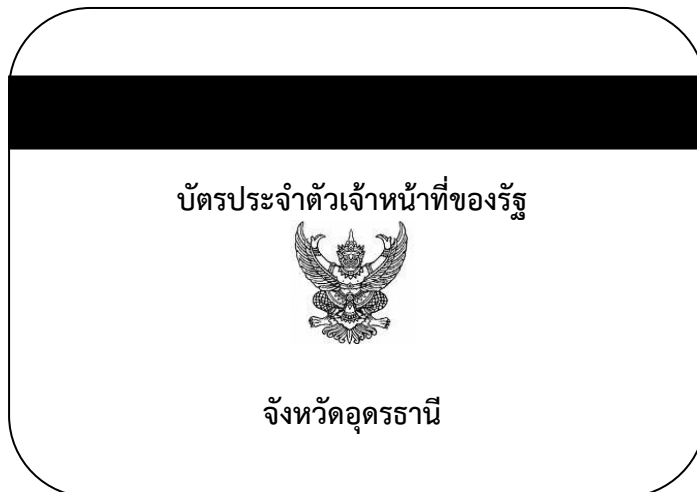 บัตรประจำตัวเจ้าหน้าที่ของรัฐ
จังหวัดอุดรธานี